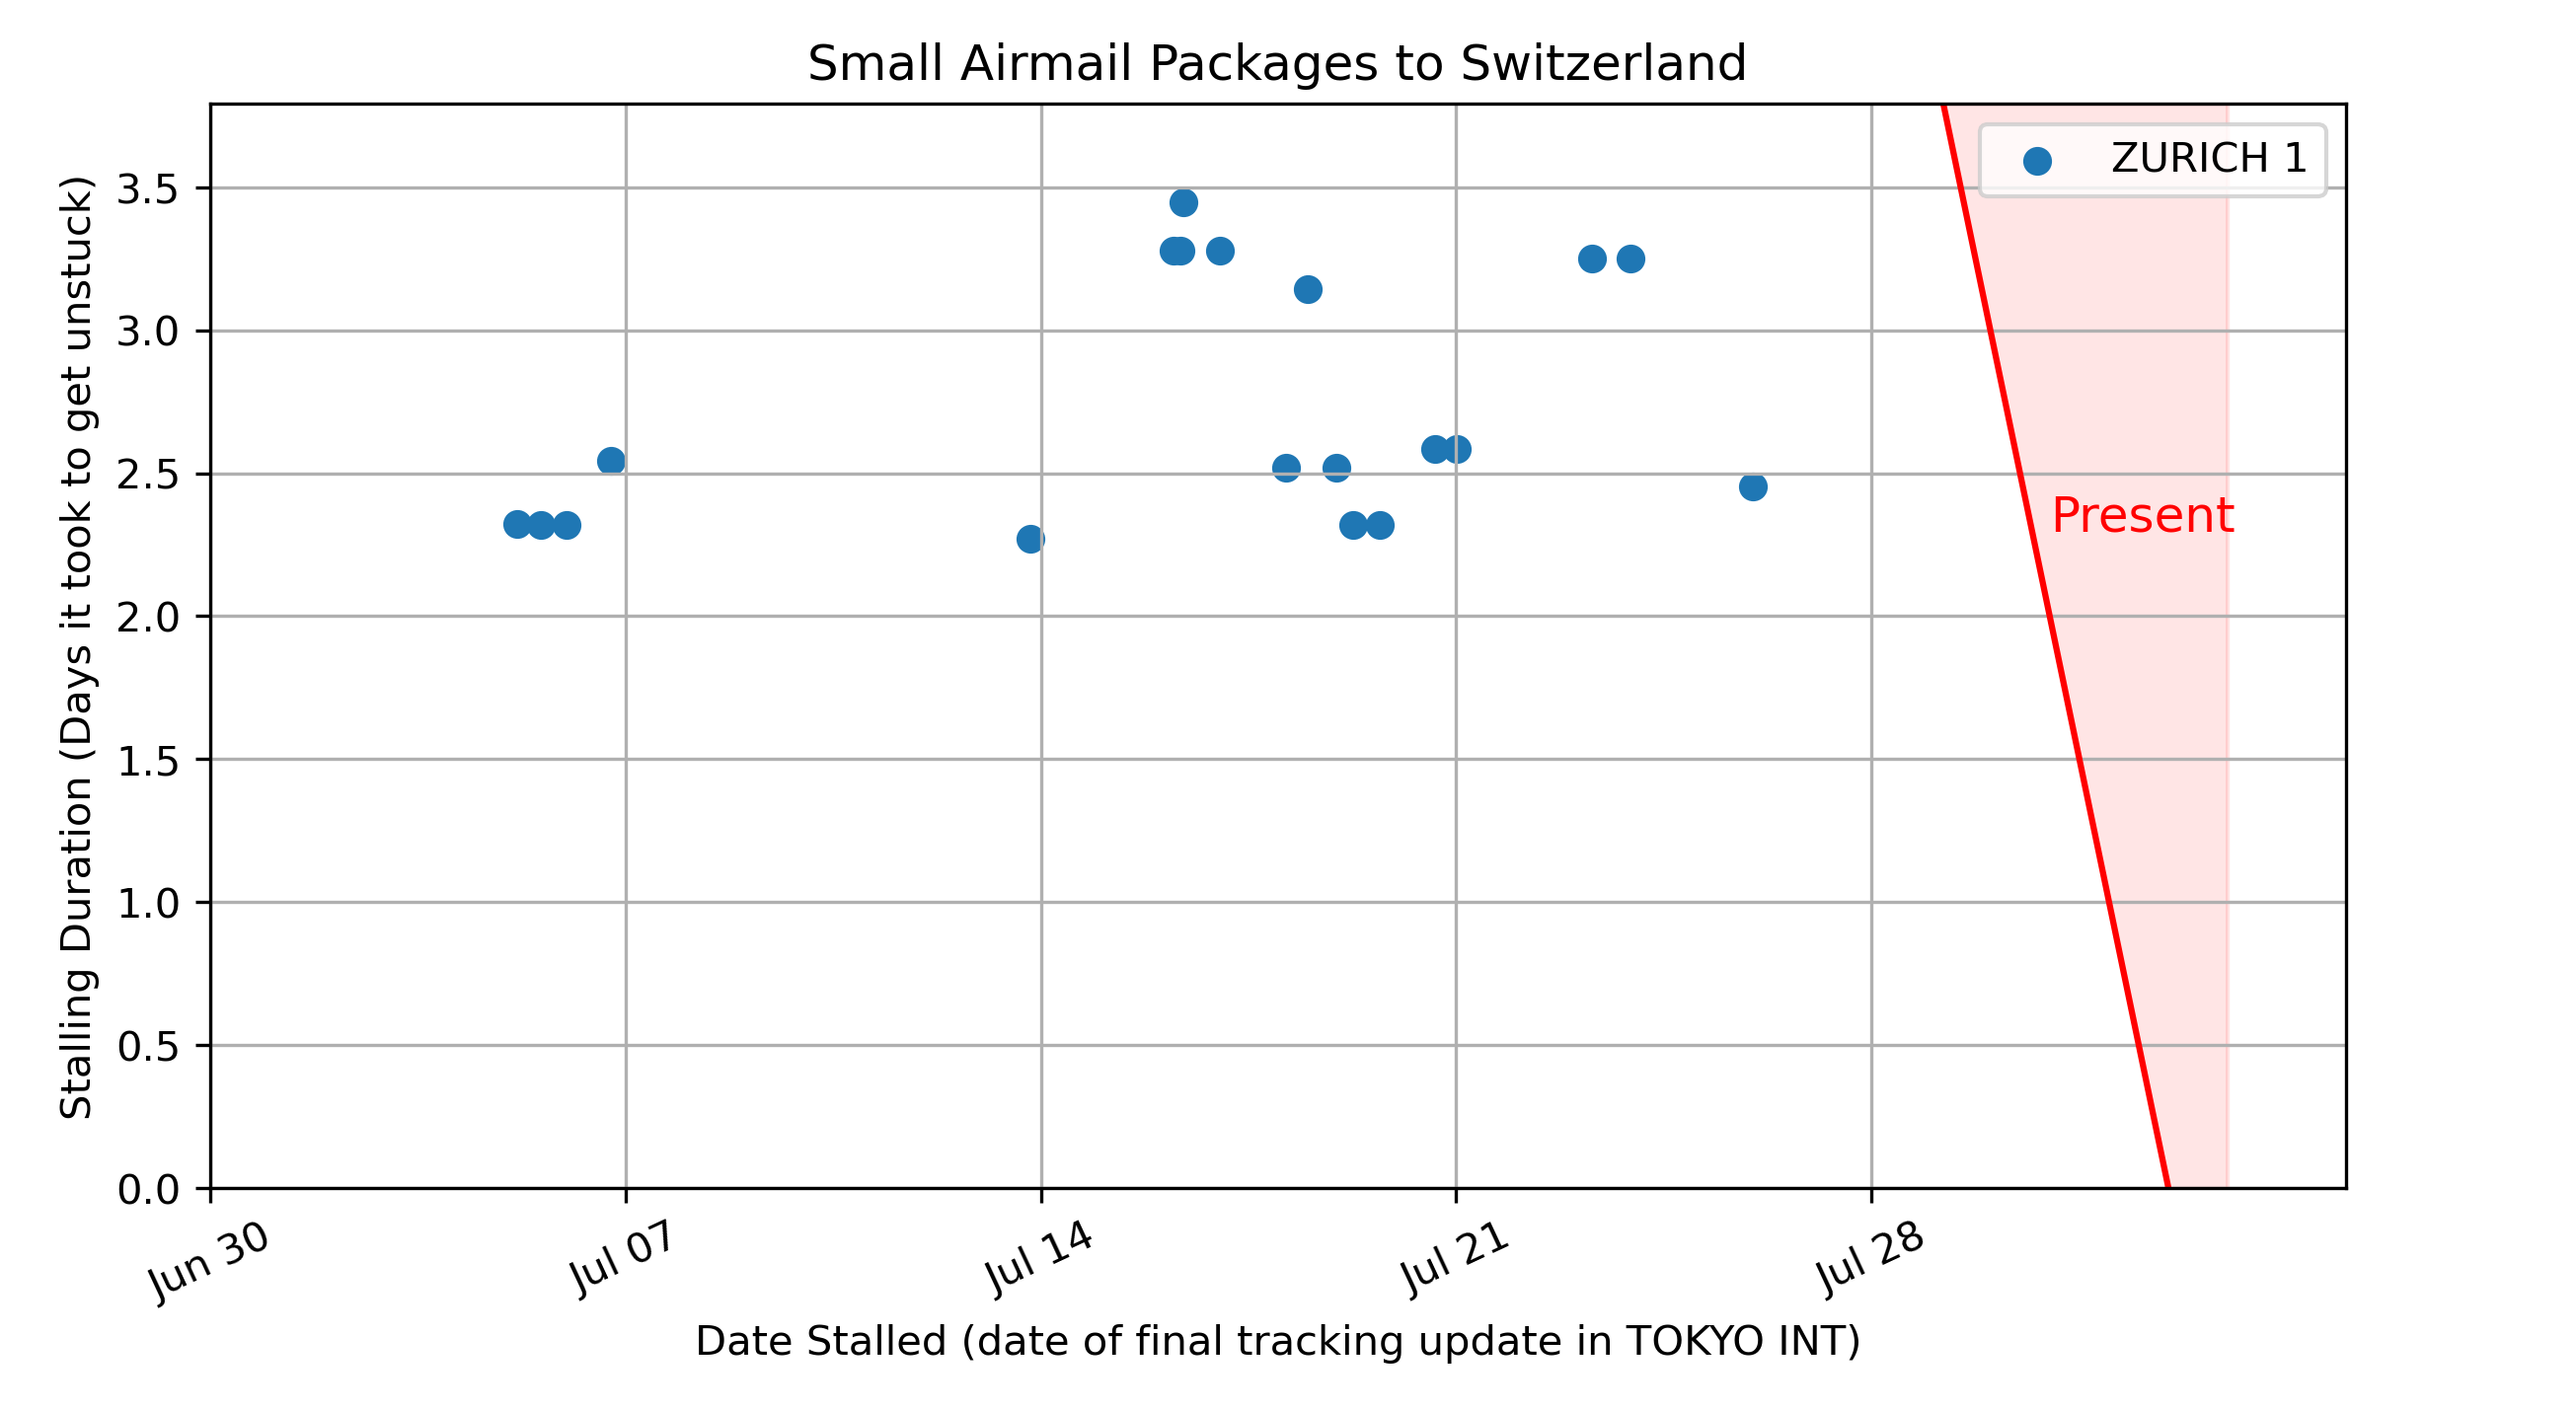 Small Airmail Packages to Switzerland
ZURICH 1
Present
Stalling Duration (Days it took to get unstuck)
3.5
3.0
2.5
2.0
1.5
1.0
0.5
0.0
Jun 30
Jul 07
Jul 14
Jul 21
Jul 28
Date Stalled (date of final tracking update in TOKYO INT)